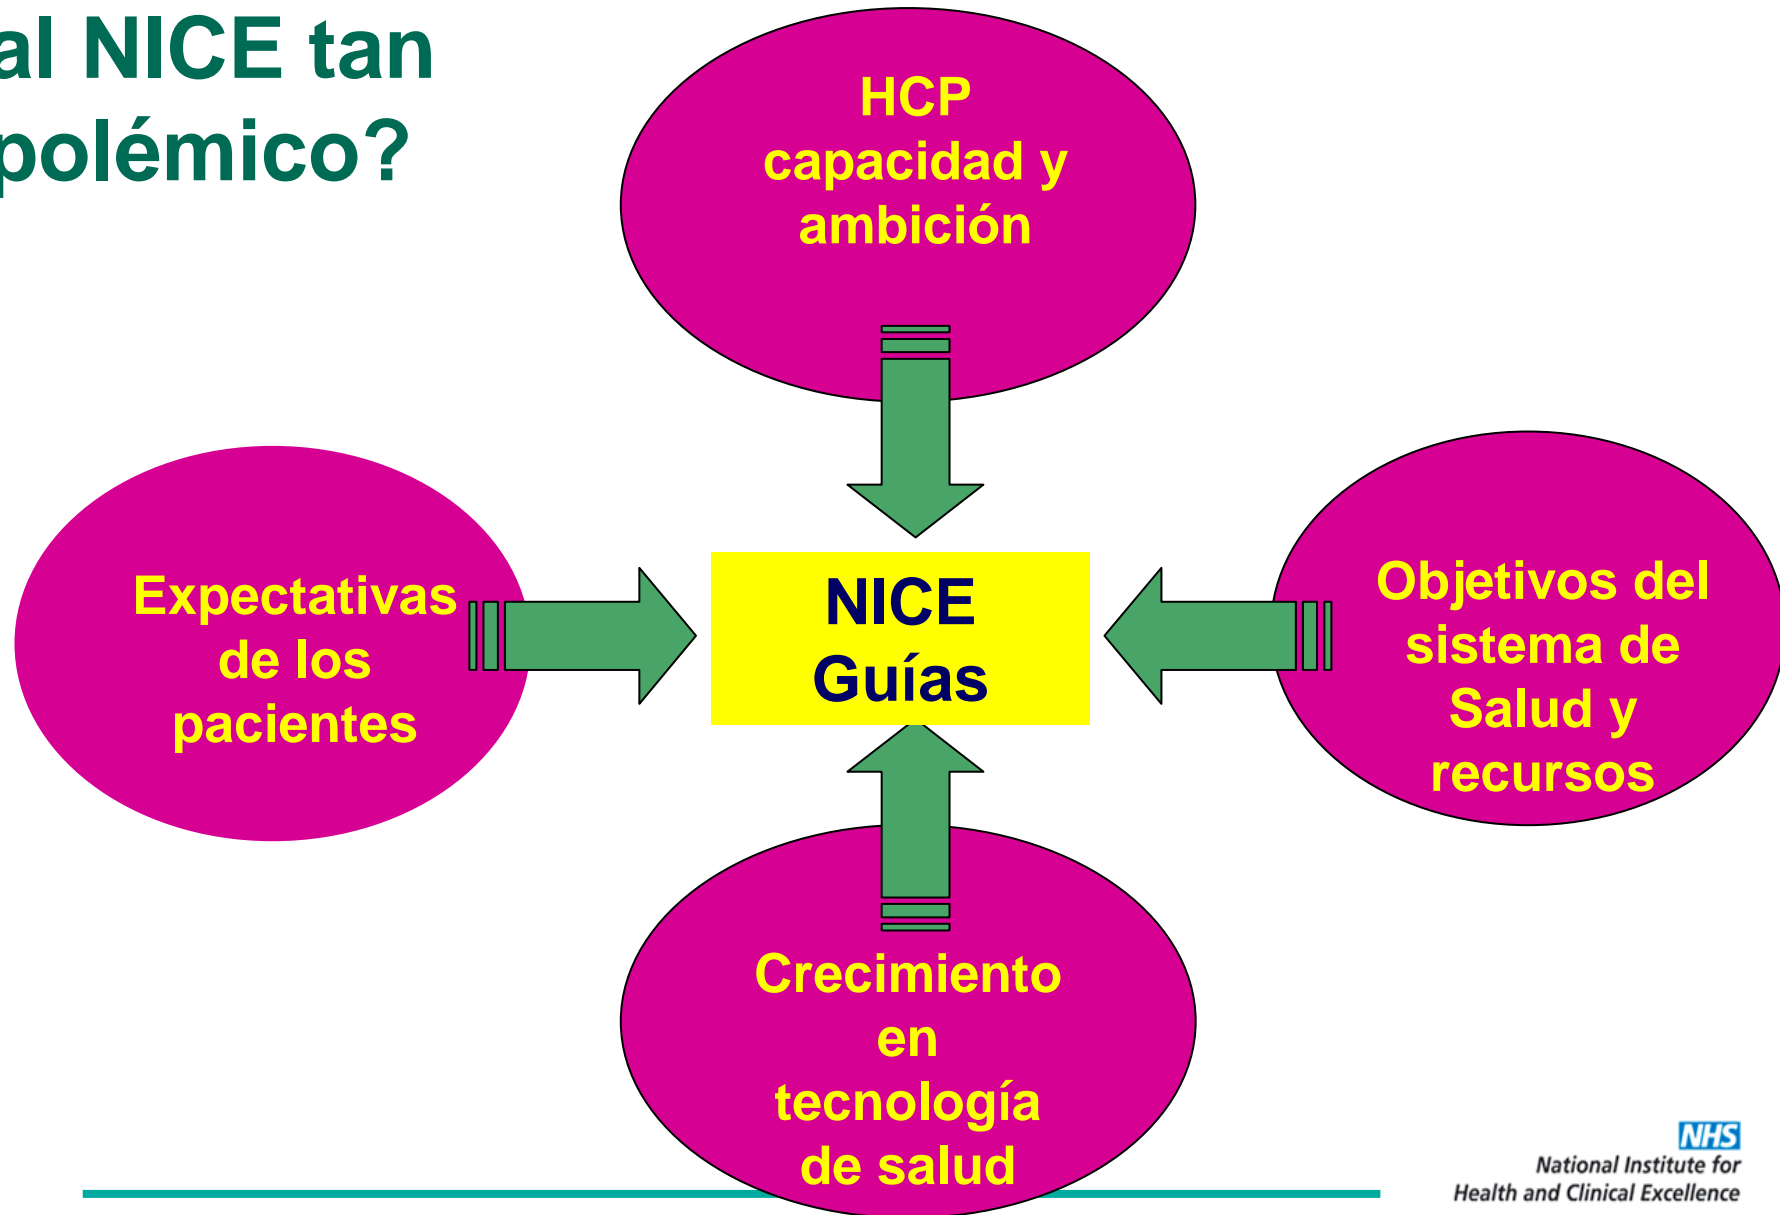 al NICE tan
polémico?
HCP
capacidad y
ambición
Expectativas
de los
pacientes
NICE
Guías
Objetivos del
sistema de
Salud y
recursos
Crecimiento
en
tecnología
de salud
NHS
National Institute for
Health and Clinical Excellence